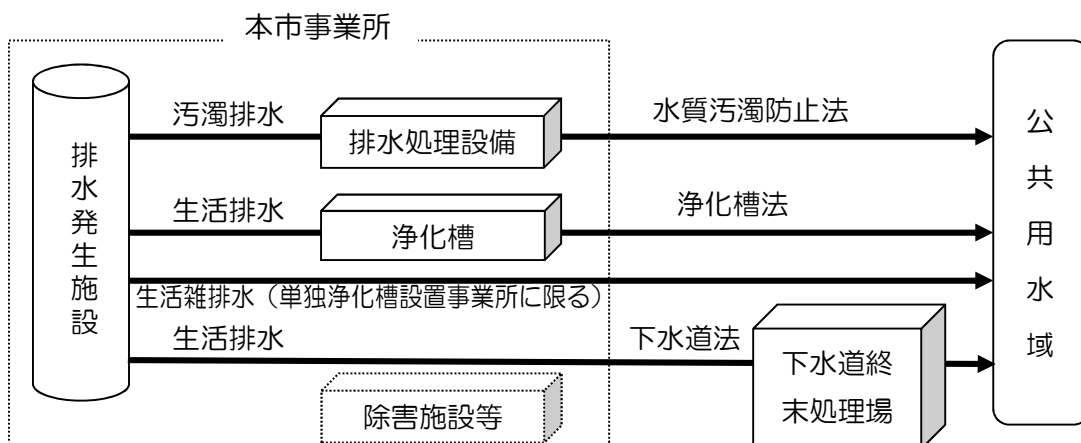 本市事業所
排水発生施設
汚濁排水
排水処理設備
水質汚濁防止法
生活排水
浄化槽
浄化槽法
生活雑排水（単独浄化槽設置事業所に限る）
生活排水
下水道法
下水道終
末処理場
除害施設等
公共用水域